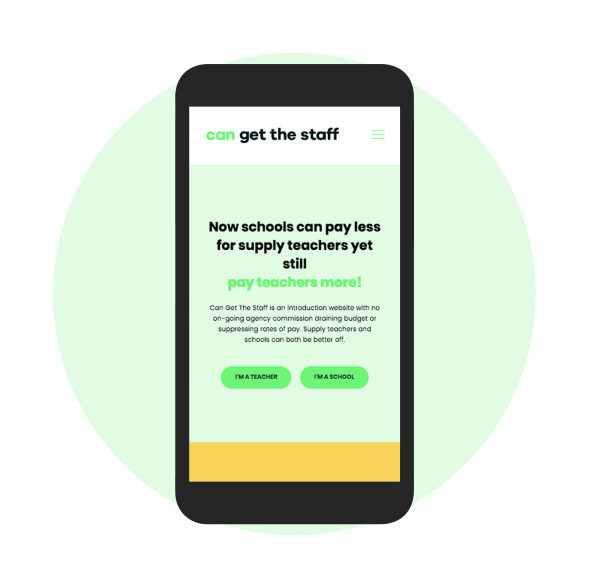 can get the staff
Now schools can pay less
for supply teachers yet
still
pay teachers more!
Can Get The Staff is an introduction website with no
on-going agency commission draining budget or
suppressing rates of pay. Supply teachers and
schools can both be better off.
I'M A TEACHER I'M A SCHOOL